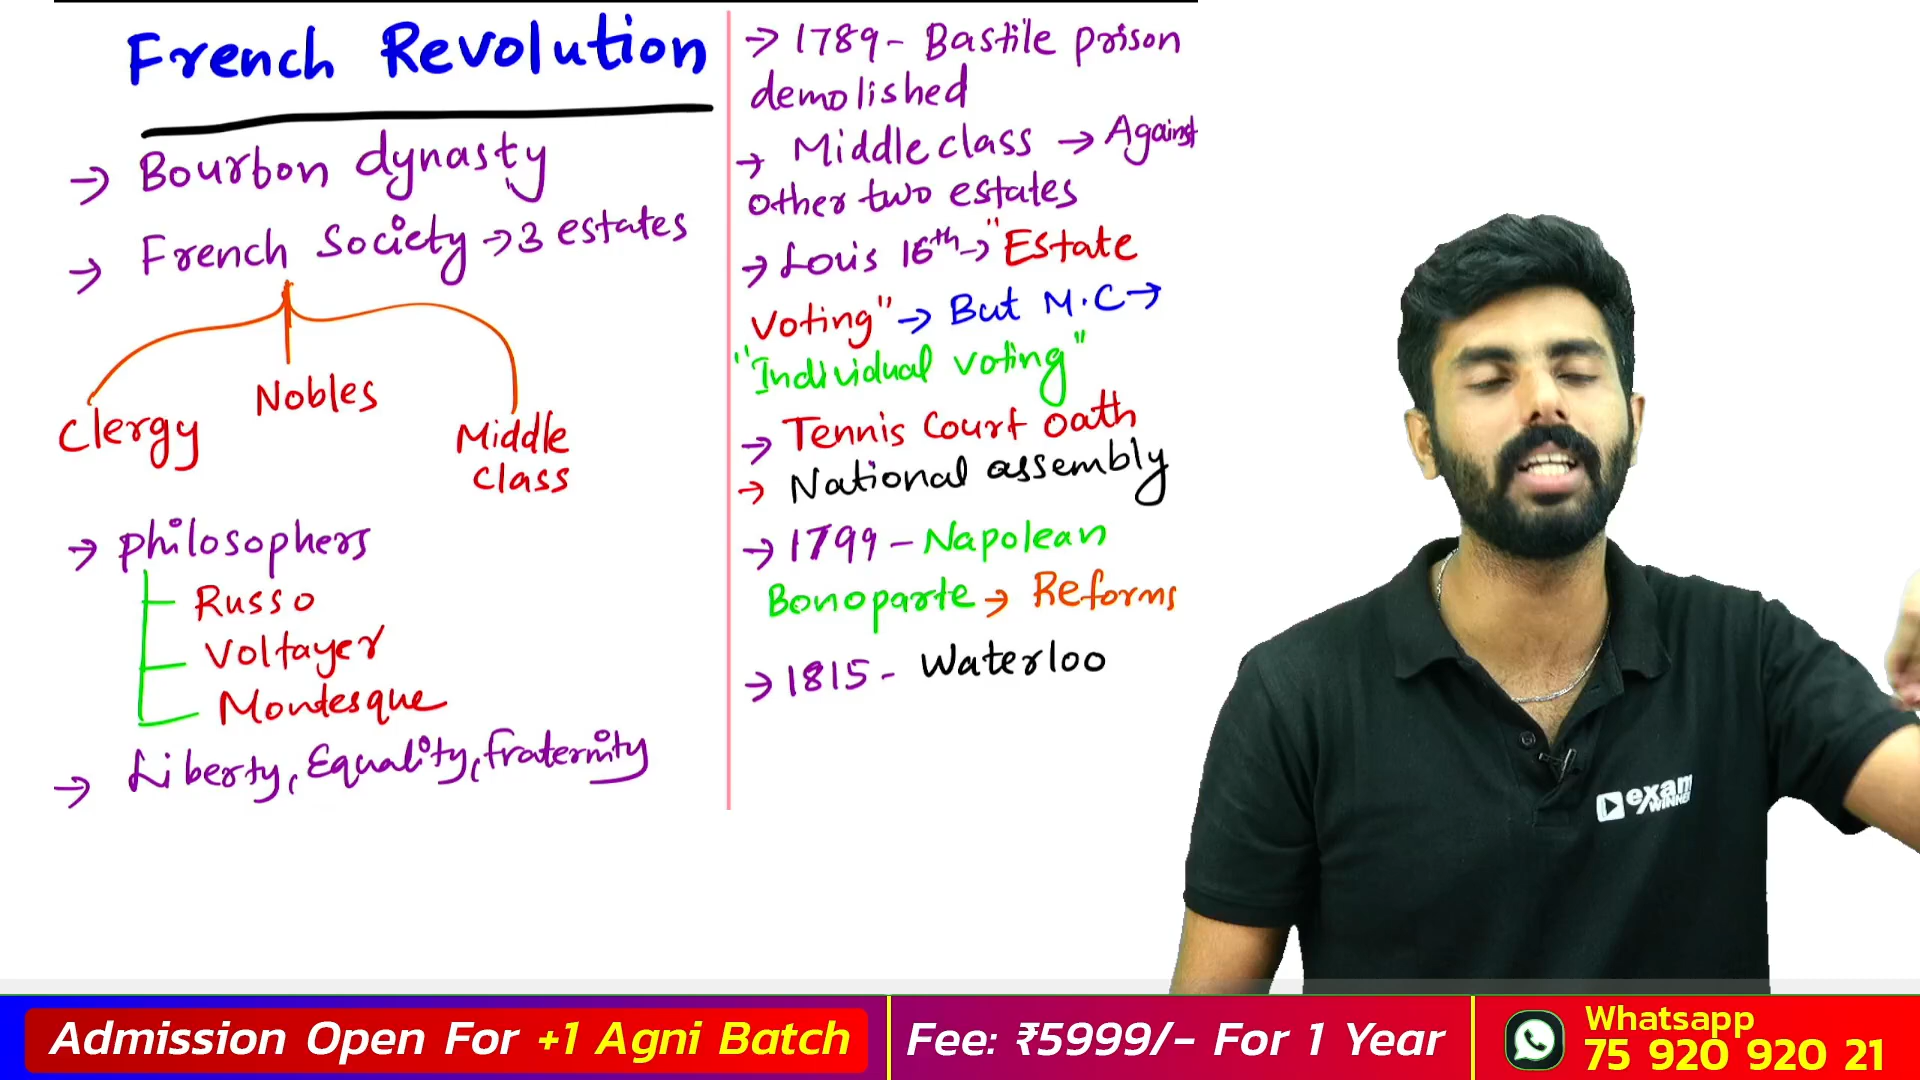 French Revolution
→ Bourbon dynasty
→ French Society → 3 estates
Clergy
Nobles
Middle
class
→ Philosophers
Russo
Voltayer
Montesque
→ Liberty, Equality, fraternity
→ 1789 - Bastile prison
demolished
→ Middle class → Against
other two estates
→ Louis 16th → "Estate
voting" → But M.C →
"Individual voting"
→ Tennis Court oath
→ National assembly
→ 1799 - Napolean
Bonoparte → Reforms
→ 1815 - Waterloo
exam
WINNER
Admission Open For +1 Agni Batch
Fee: ₹5999/- For 1 Year
Whatsapp
75 920 920 21